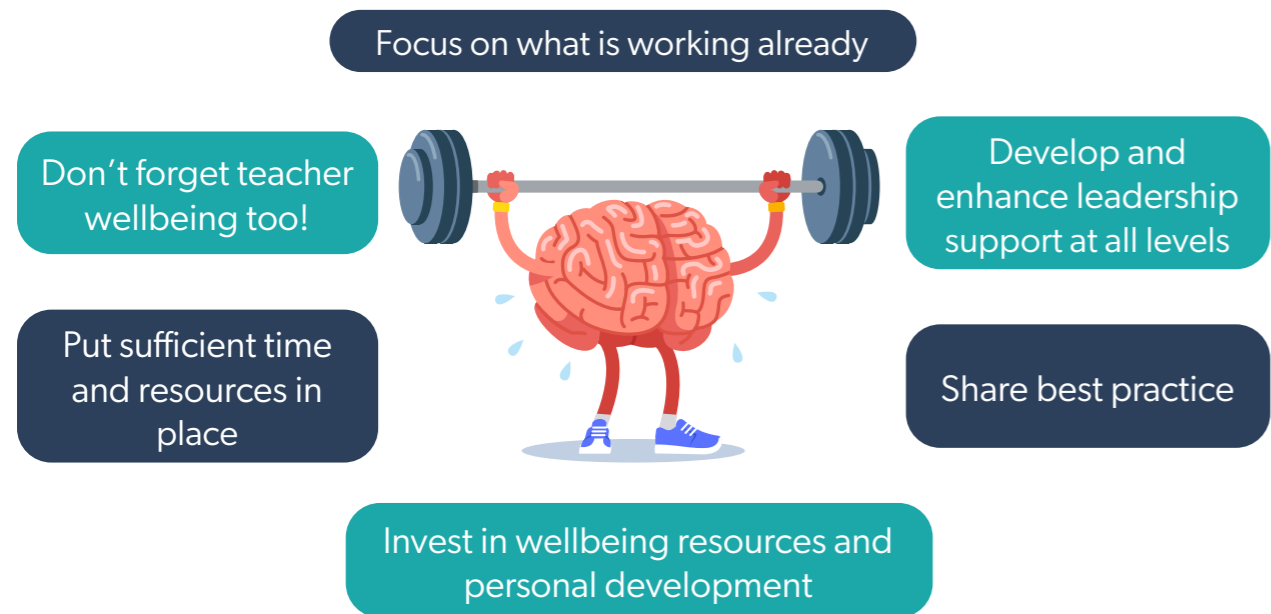 Focus on what is working already
Don’t forget teacher
wellbeing too!
Develop and
enhance leadership
support at all levels
Put sufficient time
and resources in
place
Share best practice
Invest in wellbeing resources and
personal development